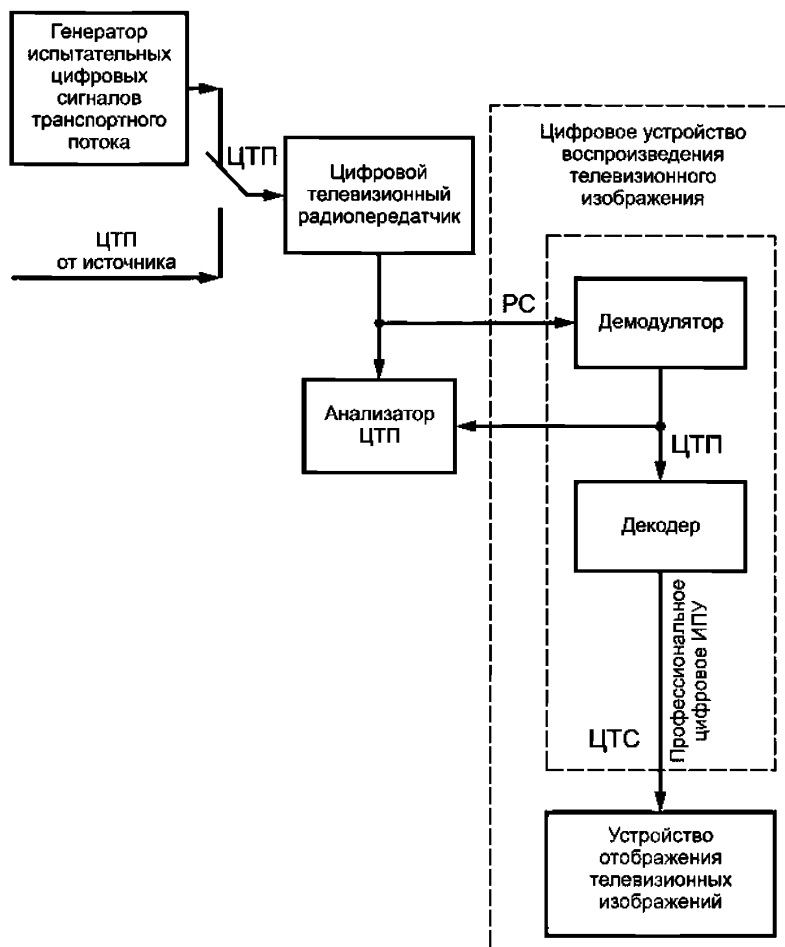 Генератор
испытательных
цифровых
сигналов
транспортного
потока
ЦТП
ЦТП
от источника
Цифровой
телевизионный
радиопередатчик
Цифровое устройство
воспроизведения
телевизионного
изображения
РС
Демодулятор
Анализатор
ЦТП
ЦТП
Декодер
Профессиональное
цифровое ИПУ
ЦТС
Устройство
отображения
телевизионных
изображений